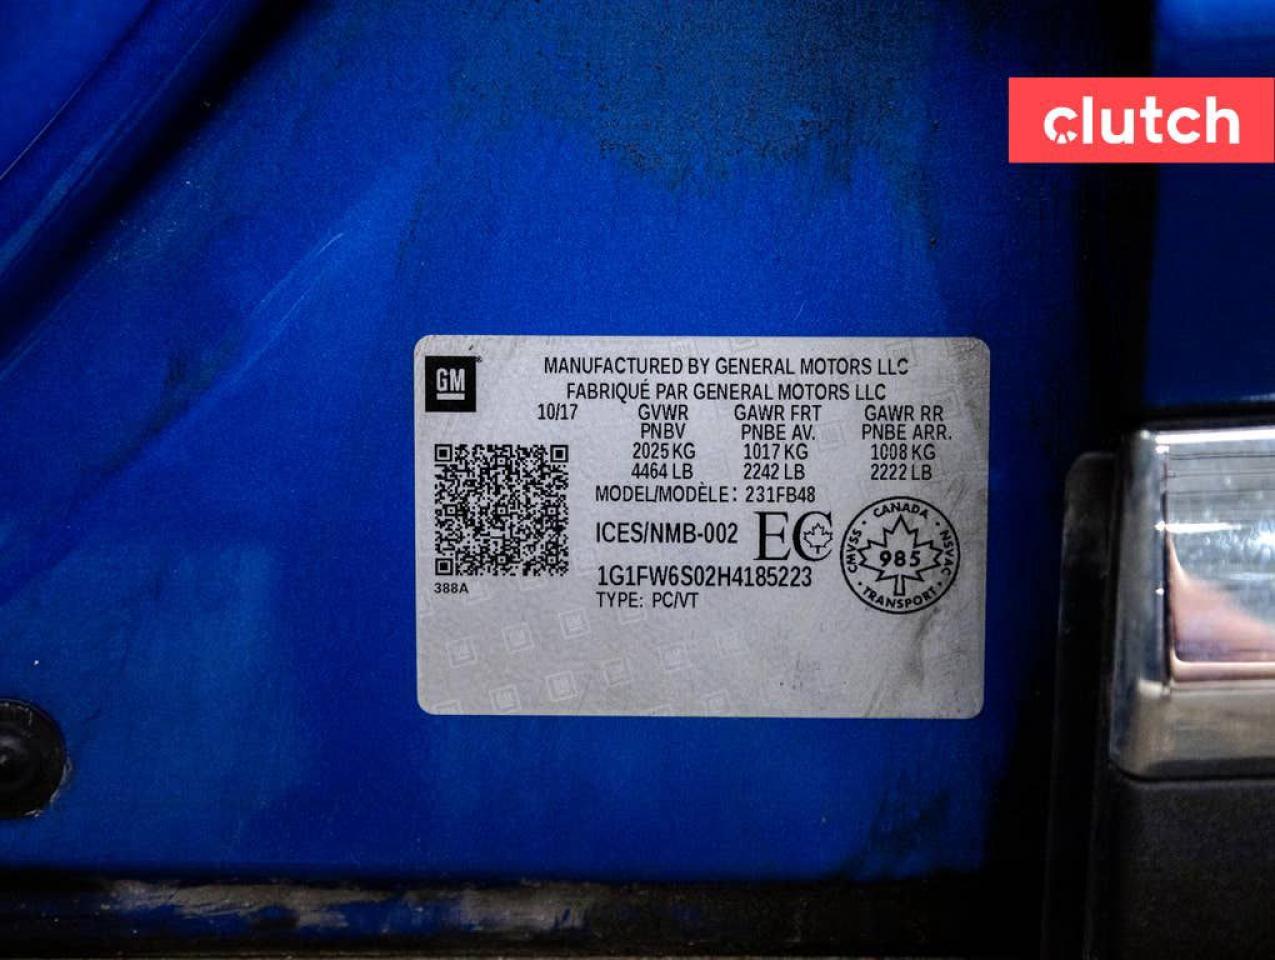 clutch
GM
MANUFACTURED BY GENERAL MOTORS LLC
FABRIQUÉ PAR GENERAL MOTORS LLC
10/17 GVWR GAWR FRT GAWR RR
PNBV PNBE AV. PNBE ARR.
2025 KG 1017 KG 1008 KG
4464 LB 2242 LB 2222 LB
MODEL/MODÈLE: 231FB48
ICES/NMB-002 EC
1G1FW6S02H4185223
TYPE: PC/VT
388A
CANADA
CMVSS 985 NSVAC
TRANSPORT